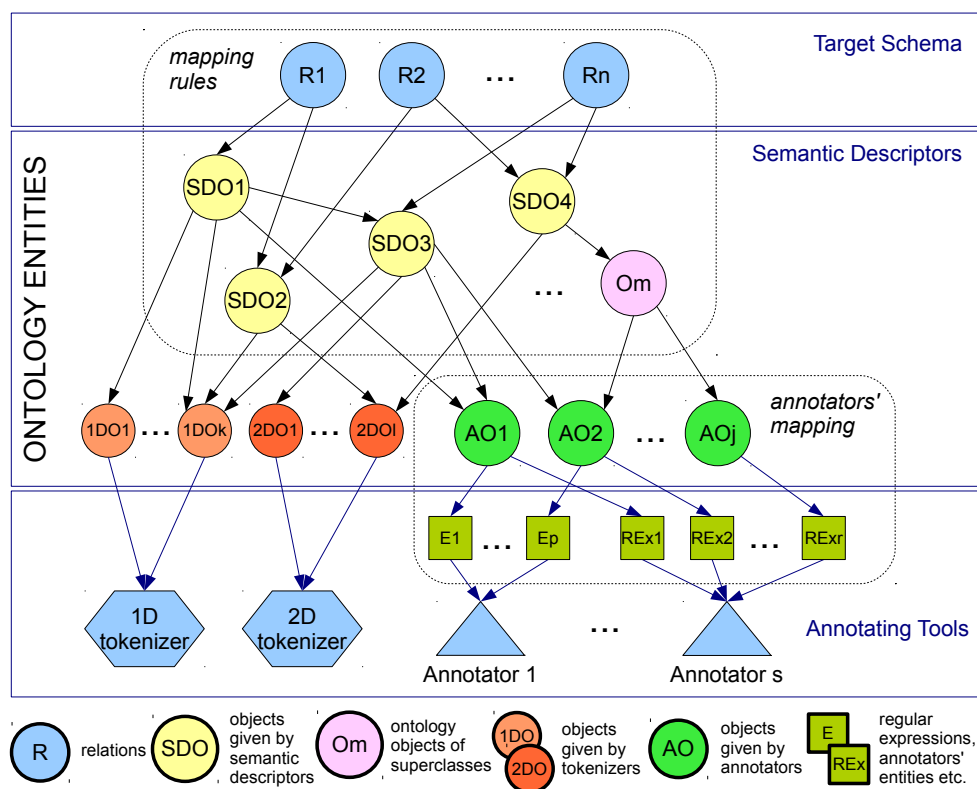 Target Schema
mapping
rules
R1
R2
...
Rn
Semantic Descriptors
ONTOLOGY ENTITIES
SDO1
SDO4
SDO3
SDO2
...
Om
annotators'
mapping
1DO1
...
1DOk
2DO1
...
2DOl
AO1
AO2
...
AOj
E1
...
Ep
REx1
REx2
...
RExr
1D
tokenizer
2D
tokenizer
...
Annotating Tools
Annotator 1
Annotator s
R
relations
SDO
objects
given by
semantic
descriptors
Om
ontology
objects of
superclasses
1DO
2DO
objects
given by
tokenizers
AO
objects
given by
annotators
E
REx
regular
expressions,
annotators'
entities etc.